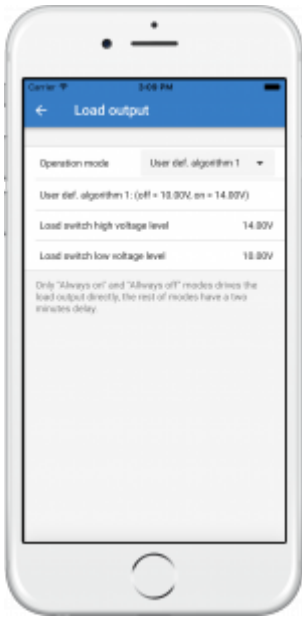 Carrier 3:08 PM
Load output
Operation mode User def. algorithm 1
User def. algorithm 1: (off = 10.00V, on = 14.00V)
Load switch high voltage level 14.00V
Load switch low voltage level 10.00V
Only "Always on" and "Allways off" modes drives the
load output directly, the rest of modes have a two
minutes delay.